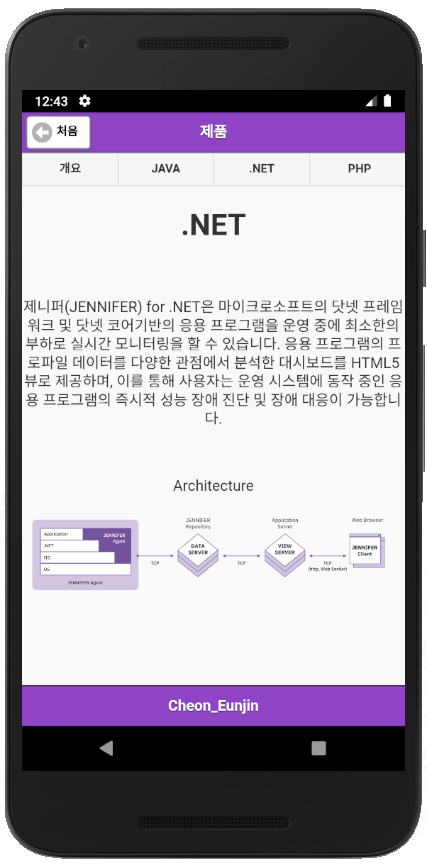 12:43
처음
제품
개요 JAVA .NET PHP
.NET
제니퍼(JENNIFER) for .NET은 마이크로소프트의 닷넷 프레임
워크 및 닷넷 코어기반의 응용 프로그램을 운영 중에 최소한의
부하로 실시간 모니터링을 할 수 있습니다. 응용 프로그램의 프
로파일 데이터를 다양한 관점에서 분석한 대시보드를 HTML5
뷰로 제공하며, 이를 통해 사용자는 운영 시스템에 동작 중인 응
용 프로그램의 즉시적 성능 장애 진단 및 장애 대응이 가능합니
다.
Architecture
Application
.NET
IIS
OS
JENNIFER
Agent
JENNIFER Agent
TCP
JENNIFER
Repository
DATA
SERVER
TCP
Application
Server
VIEW
SERVER
TCP
(http, Web Socket)
Web Browser
JENNIFER
Client
Cheon_Eunjin